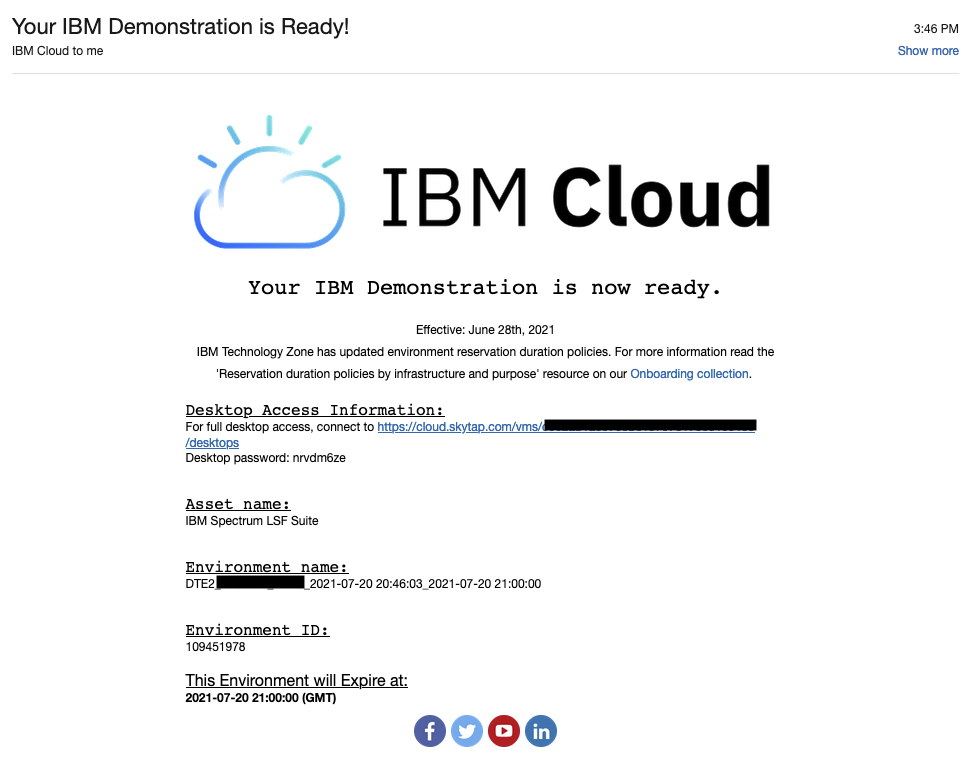 Your IBM Demonstration is Ready!
3:46 PM
IBM Cloud to me
Show more
IBM Cloud
Your IBM Demonstration is now ready.
Effective: June 28th, 2021
IBM Technology Zone has updated environment reservation duration policies. For more information read the
'Reservation duration policies by infrastructure and purpose' resource on our Onboarding collection.
Desktop Access Information:
For full desktop access, connect to https://cloud.skytap.com/vms/
/desktops
Desktop password: nrvdm6ze
Asset name:
IBM Spectrum LSF Suite
Environment name:
DTE2_ _2021-07-20 20:46:03_2021-07-20 21:00:00
Environment ID:
109451978
This Environment will Expire at:
2021-07-20 21:00:00 (GMT)